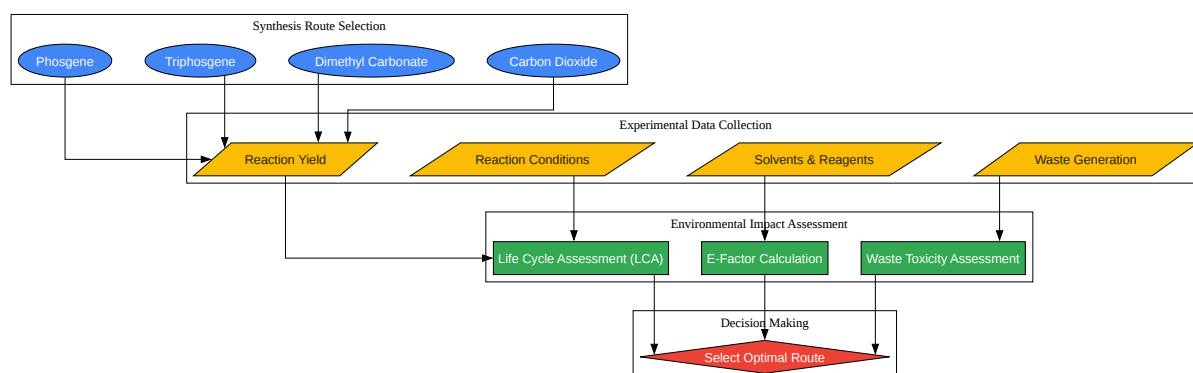 Synthesis Route Selection
Phosgene
Triphosgene
Dimethyl Carbonate
Carbon Dioxide
Experimental Data Collection
Reaction Yield
Reaction Conditions
Solvents & Reagents
Waste Generation
Environmental Impact Assessment
Life Cycle Assessment (LCA)
E-Factor Calculation
Waste Toxicity Assessment
Decision Making
Select Optimal Route